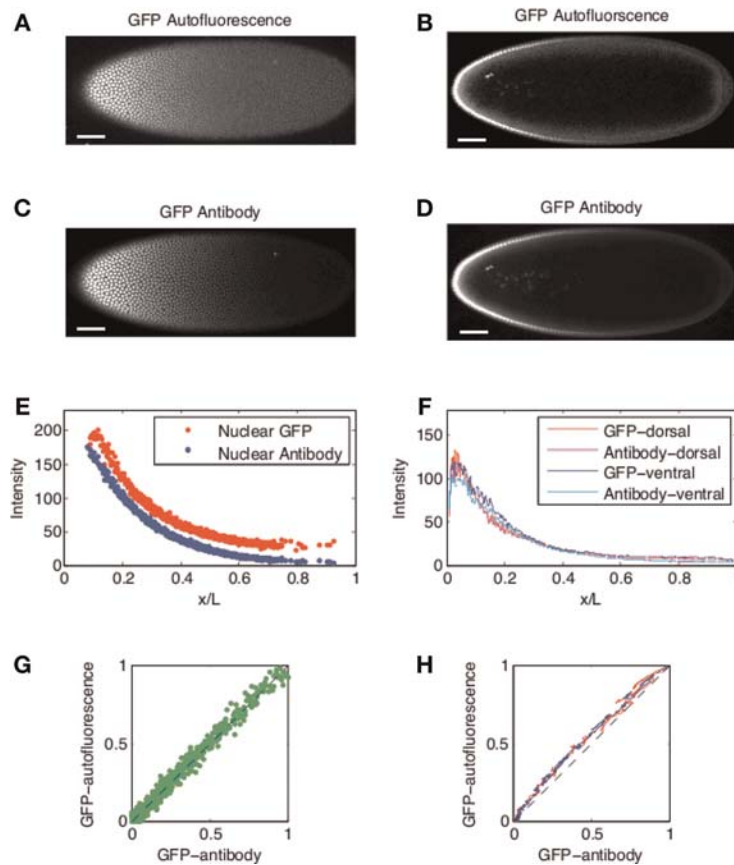 A
GFP Autofluorescence
B
GFP Autofluorscence
C
GFP Antibody
D
GFP Antibody
E
200
150
100
50
0
Intensity
Nuclear GFP
Nuclear Antibody
0 0.2 0.4 0.6 0.8 1
x/L
F
150
100
50
0
Intensity
GFP–dorsal
Antibody–dorsal
GFP–ventral
Antibody–ventral
0 0.2 0.4 0.6 0.8
x/L
G
1
0.5
0
GFP–autofluorescence
0 0.5 1
GFP–antibody
H
1
0.5
0
GFP–autofluorescence
0 0.5 1
GFP–antibody